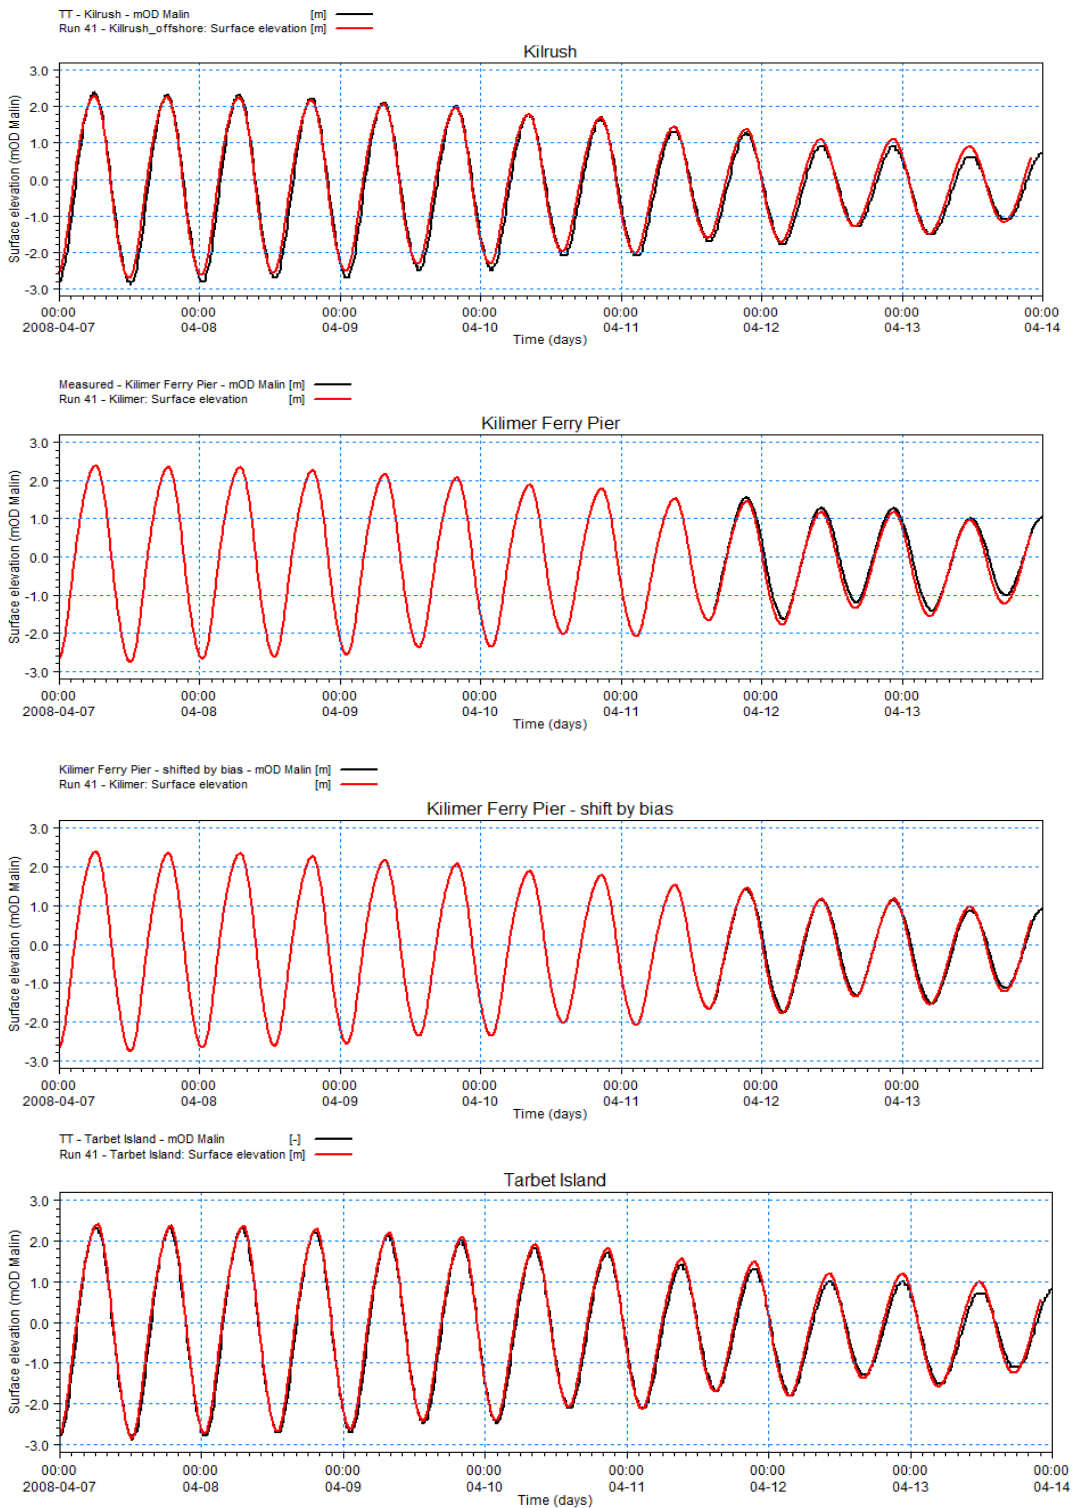 TT - Kilrush - mOD Malin [m]
Run 41 - Killrush_offshore: Surface elevation [m]
Kilrush
Surface elevation (mOD Malin)
3.0
2.0
1.0
0.0
-1.0
-2.0
-3.0
00:00 00:00 00:00 00:00 00:00 00:00 00:00 00:00
2008-04-07 04-08 04-09 04-10 04-11 04-12 04-13 04-14
Time (days)
Measured - Kilimer Ferry Pier - mOD Malin [m]
Run 41 - Kilimer: Surface elevation [m]
Kilimer Ferry Pier
Surface elevation (mOD Malin)
3.0
2.0
1.0
0.0
-1.0
-2.0
-3.0
00:00 00:00 00:00 00:00 00:00 00:00 00:00
2008-04-07 04-08 04-09 04-10 04-11 04-12 04-13
Time (days)
Kilimer Ferry Pier - shifted by bias - mOD Malin [m]
Run 41 - Kilimer: Surface elevation [m]
Kilimer Ferry Pier - shift by bias
Surface elevation (mOD Malin)
3.0
2.0
1.0
0.0
-1.0
-2.0
-3.0
00:00 00:00 00:00 00:00 00:00 00:00 00:00
2008-04-07 04-08 04-09 04-10 04-11 04-12 04-13
Time (days)
TT - Tarbet Island - mOD Malin [-]
Run 41 - Tarbet Island: Surface elevation [m]
Tarbet Island
Surface elevation (mOD Malin)
3.0
2.0
1.0
0.0
-1.0
-2.0
-3.0
00:00 00:00 00:00 00:00 00:00 00:00 00:00 00:00
2008-04-07 04-08 04-09 04-10 04-11 04-12 04-13 04-14
Time (days)